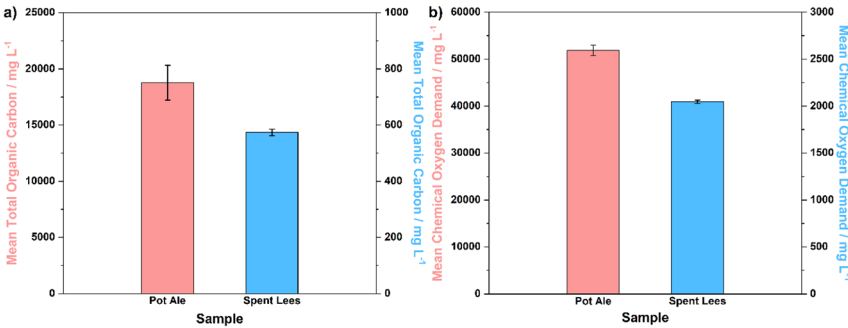 a)
Mean Total Organic Carbon / mg L⁻¹
25000
20000
15000
10000
5000
0
1000
800
600
400
200
0
Mean Total Organic Carbon / mg L⁻¹
Pot Ale
Spent Lees
Sample
b)
Mean Chemical Oxygen Demand / mg L⁻¹
60000
50000
40000
30000
20000
10000
0
3000
2500
2000
1500
1000
500
0
Mean Chemical Oxygen Demand / mg L⁻¹
Pot Ale
Spent Lees
Sample